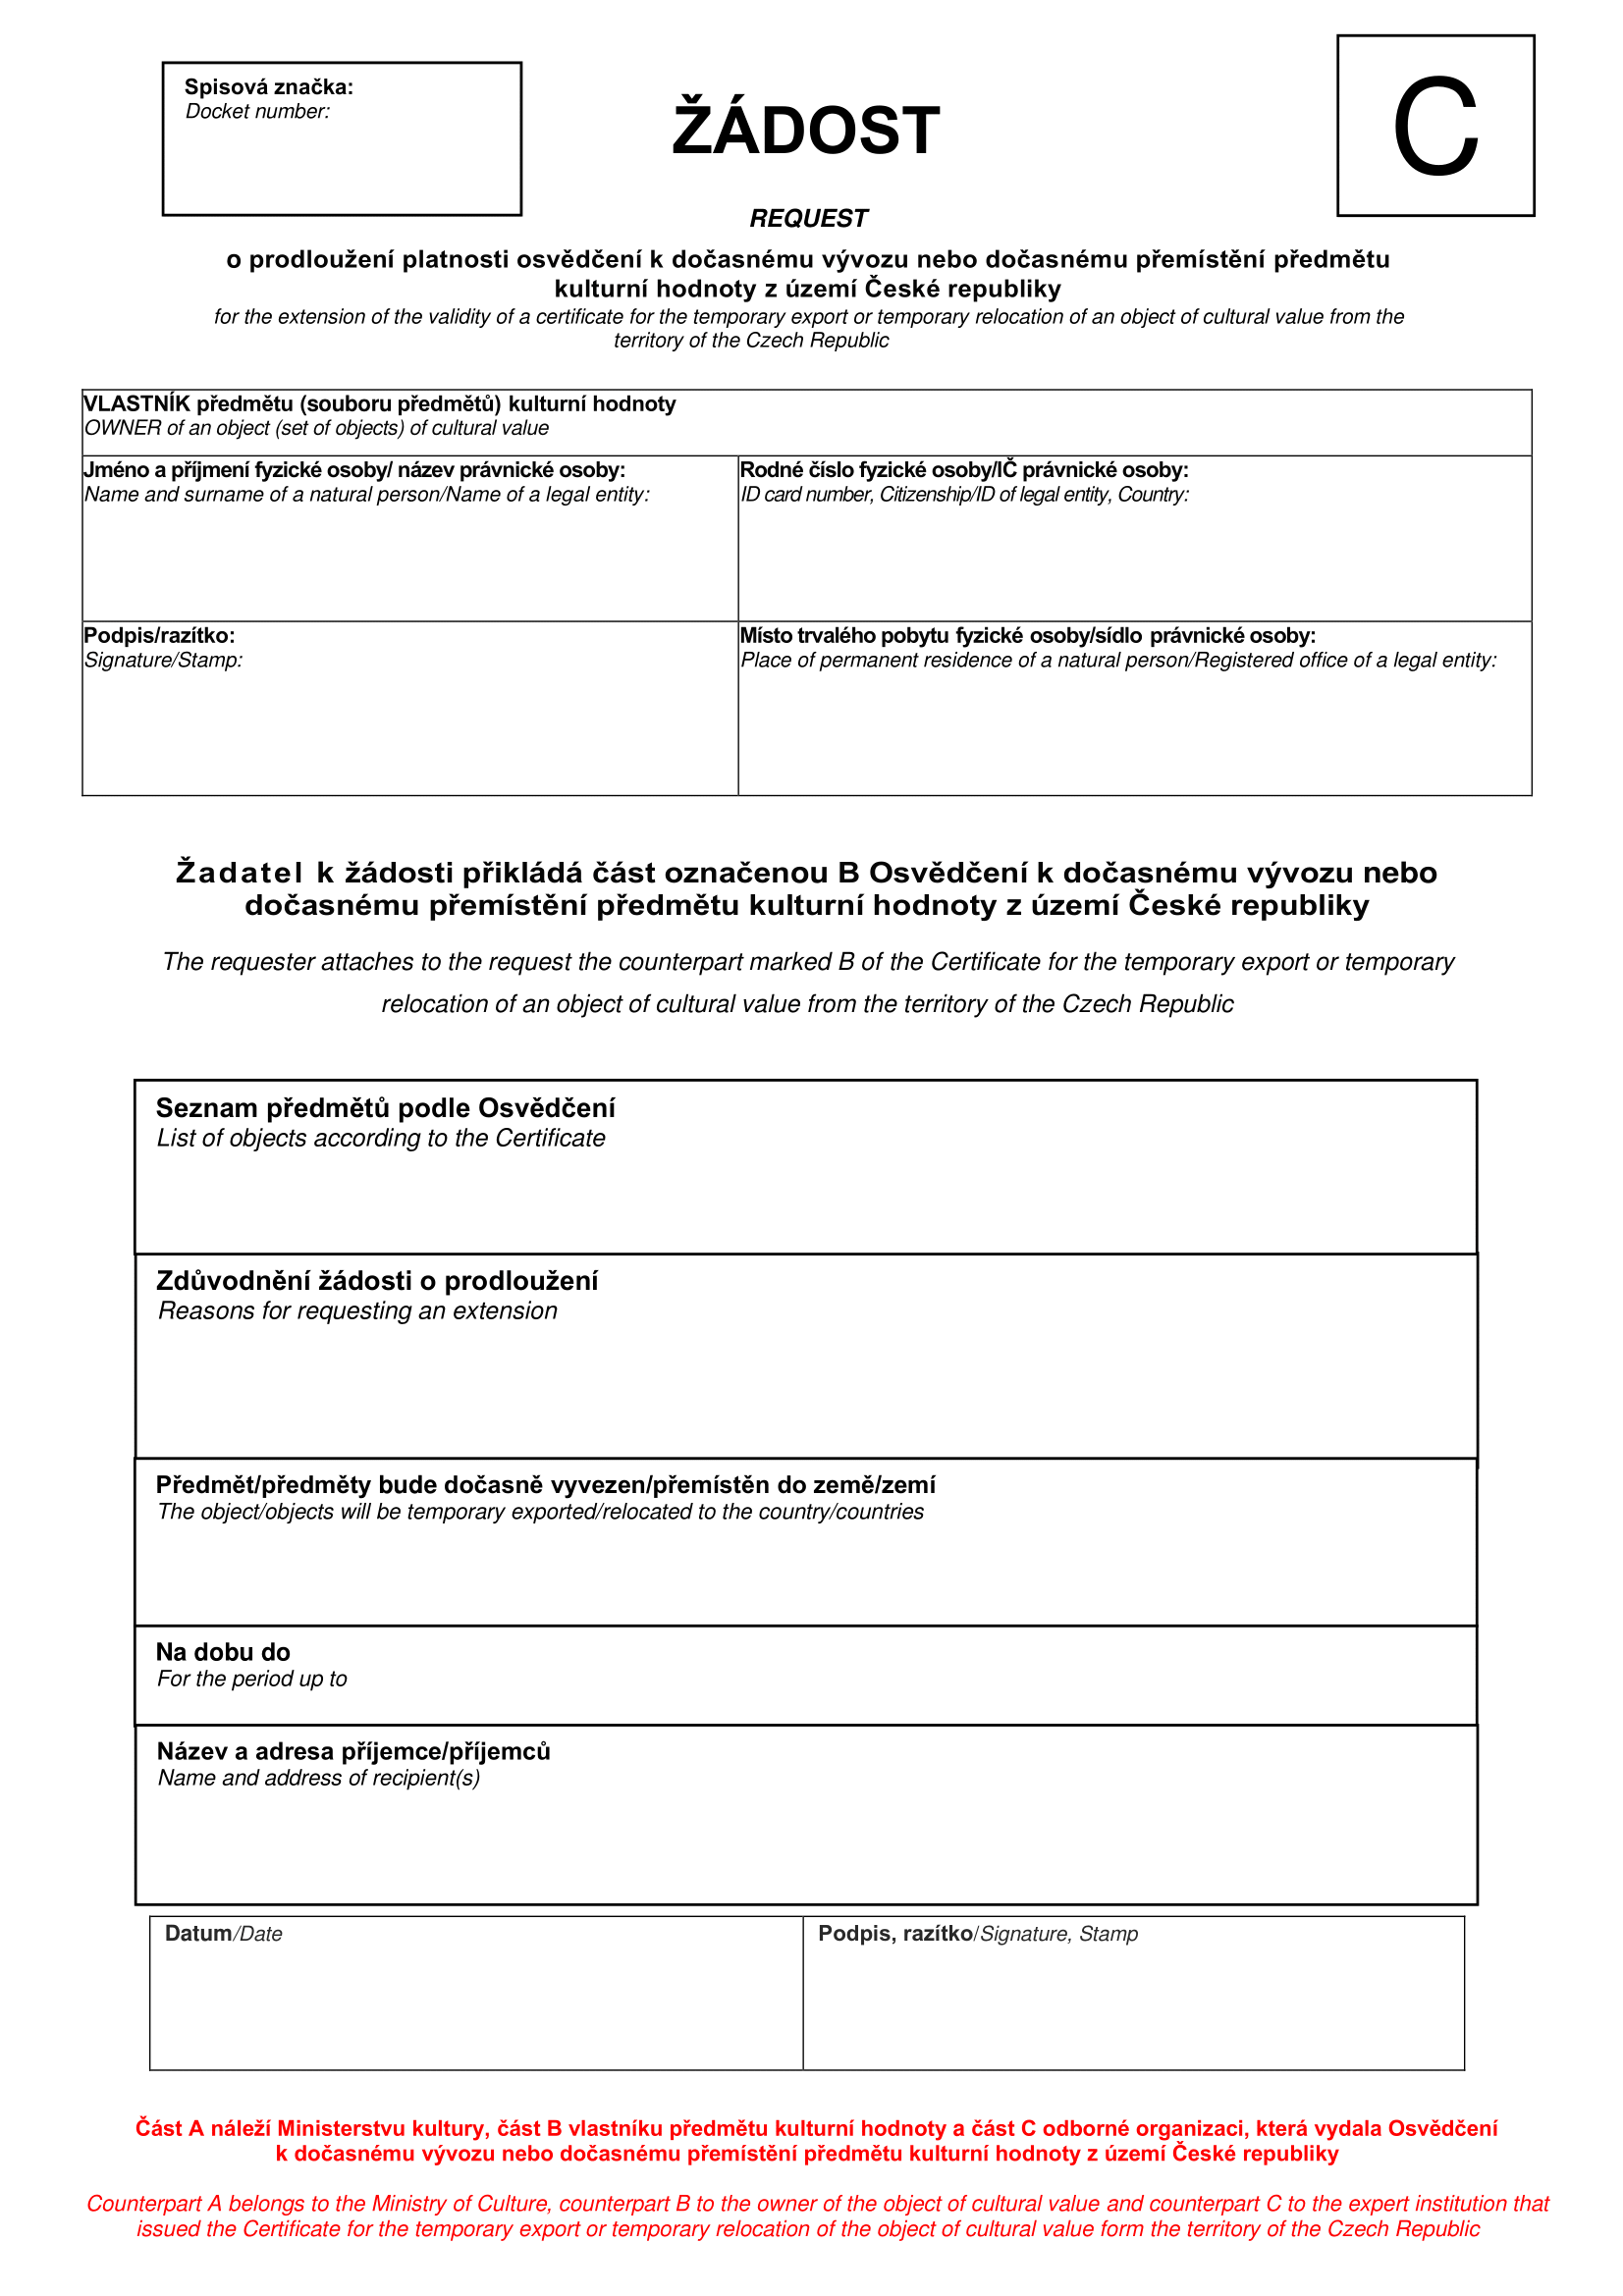 Spisová značka:
Docket number:
ŽÁDOST
C
REQUEST
o prodloužení platnosti osvědčení k dočasnému vývozu nebo dočasnému přemístění předmětu
kulturní hodnoty z území České republiky
for the extension of the validity of a certificate for the temporary export or temporary relocation of an object of cultural value from the
territory of the Czech Republic
VLASTNÍK předmětu (souboru předmětů) kulturní hodnoty
OWNER of an object (set of objects) of cultural value
Jméno a příjmení fyzické osoby/ název právnické osoby:
Name and surname of a natural person/Name of a legal entity:
Rodné číslo fyzické osoby/IČ právnické osoby:
ID card number, Citizenship/ID of legal entity, Country:
Podpis/razítko:
Signature/Stamp:
Místo trvalého pobytu fyzické osoby/sídlo právnické osoby:
Place of permanent residence of a natural person/Registered office of a legal entity:
Žadatel k žádosti přikládá část označenou B Osvědčení k dočasnému vývozu nebo
dočasnému přemístění předmětu kulturní hodnoty z území České republiky
The requester attaches to the request the counterpart marked B of the Certificate for the temporary export or temporary
relocation of an object of cultural value from the territory of the Czech Republic
Seznam předmětů podle Osvědčení
List of objects according to the Certificate
Zdůvodnění žádosti o prodloužení
Reasons for requesting an extension
Předmět/předměty bude dočasně vyvezen/přemístěn do země/zemí
The object/objects will be temporary exported/relocated to the country/countries
Na dobu do
For the period up to
Název a adresa příjemce/příjemců
Name and address of recipient(s)
Datum/Date
Podpis, razítko/Signature, Stamp
Část A náleží Ministerstvu kultury, část B vlastníku předmětu kulturní hodnoty a část C odborné organizaci, která vydala Osvědčení
k dočasnému vývozu nebo dočasnému přemístění předmětu kulturní hodnoty z území České republiky
Counterpart A belongs to the Ministry of Culture, counterpart B to the owner of the object of cultural value and counterpart C to the expert institution that
issued the Certificate for the temporary export or temporary relocation of the object of cultural value form the territory of the Czech Republic